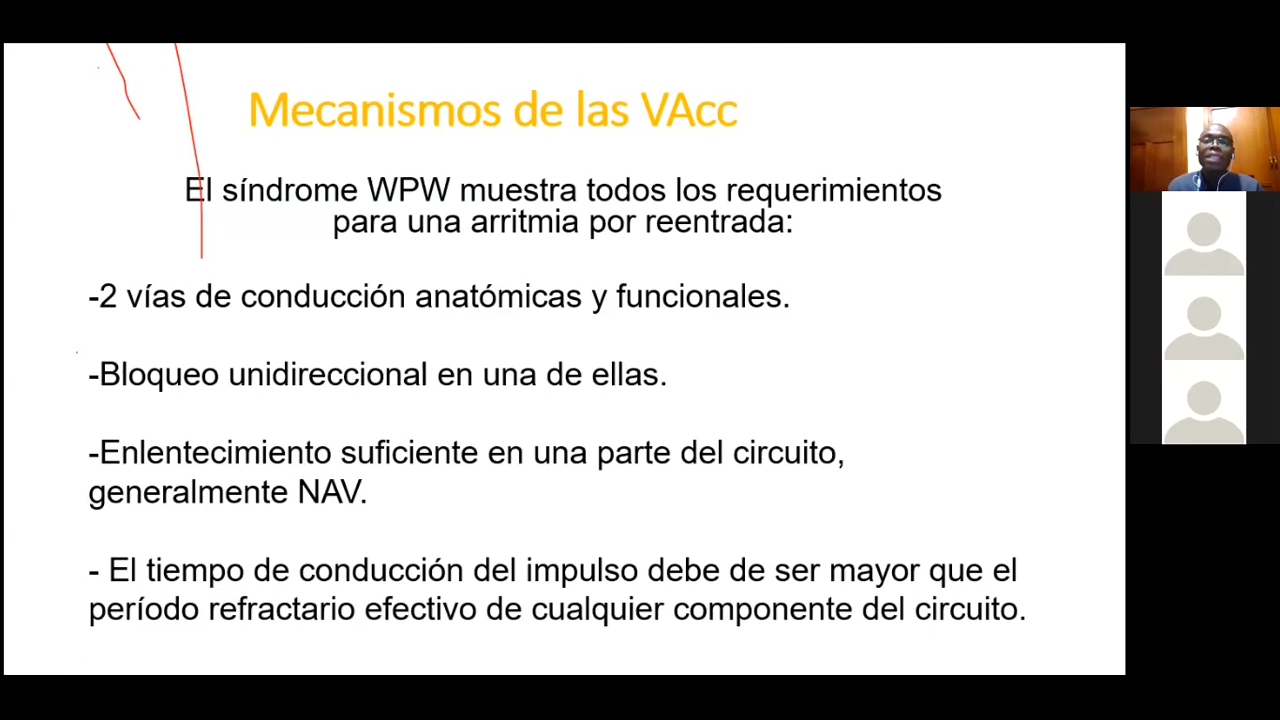 Mecanismos de las VAcc
El síndrome WPW muestra todos los requerimientos
para una arritmia por reentrada:
-2 vías de conducción anatómicas y funcionales.
-Bloqueo unidireccional en una de ellas.
-Enlentecimiento suficiente en una parte del circuito,
generalmente NAV.
- El tiempo de conducción del impulso debe de ser mayor que el
período refractario efectivo de cualquier componente del circuito.